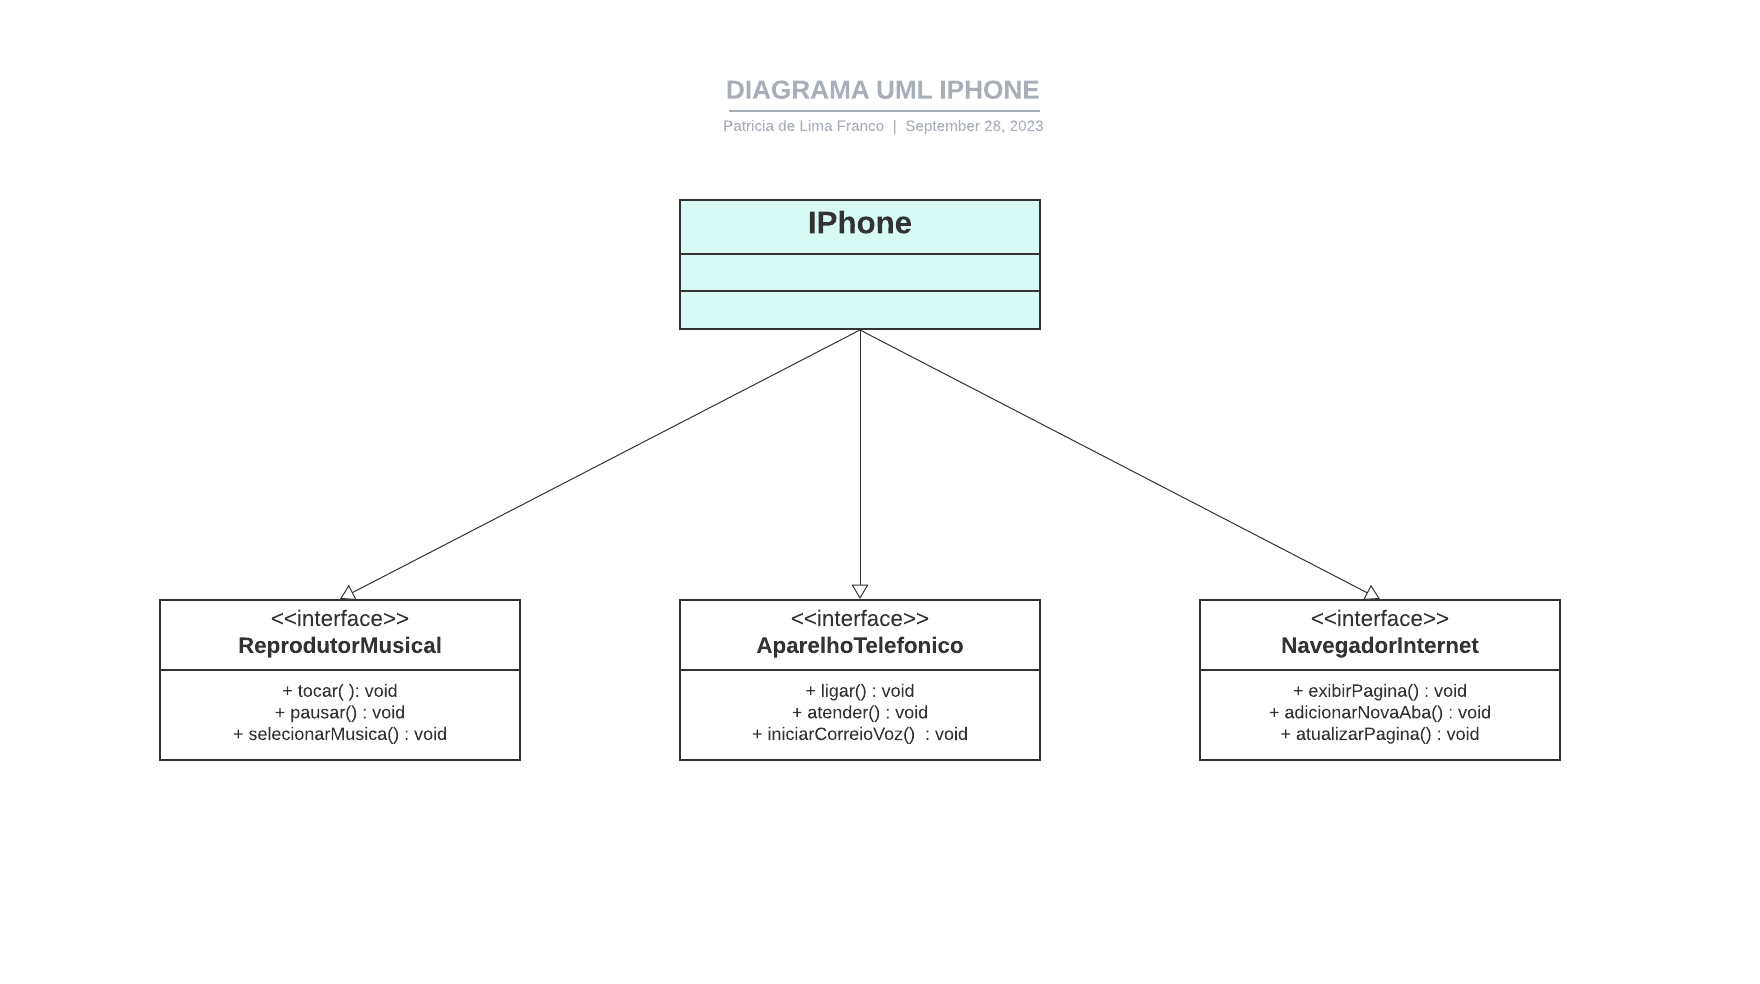 DIAGRAMA UML IPHONE
Patricia de Lima Franco | September 28, 2023
IPhone
<<interface>>
ReprodutorMusical
+ tocar( ): void
+ pausar() : void
+ selecionarMusica() : void
<<interface>>
AparelhoTelefonico
+ ligar() : void
+ atender() : void
+ iniciarCorreioVoz()  : void
<<interface>>
NavegadorInternet
+ exibirPagina() : void
+ adicionarNovaAba() : void
+ atualizarPagina() : void